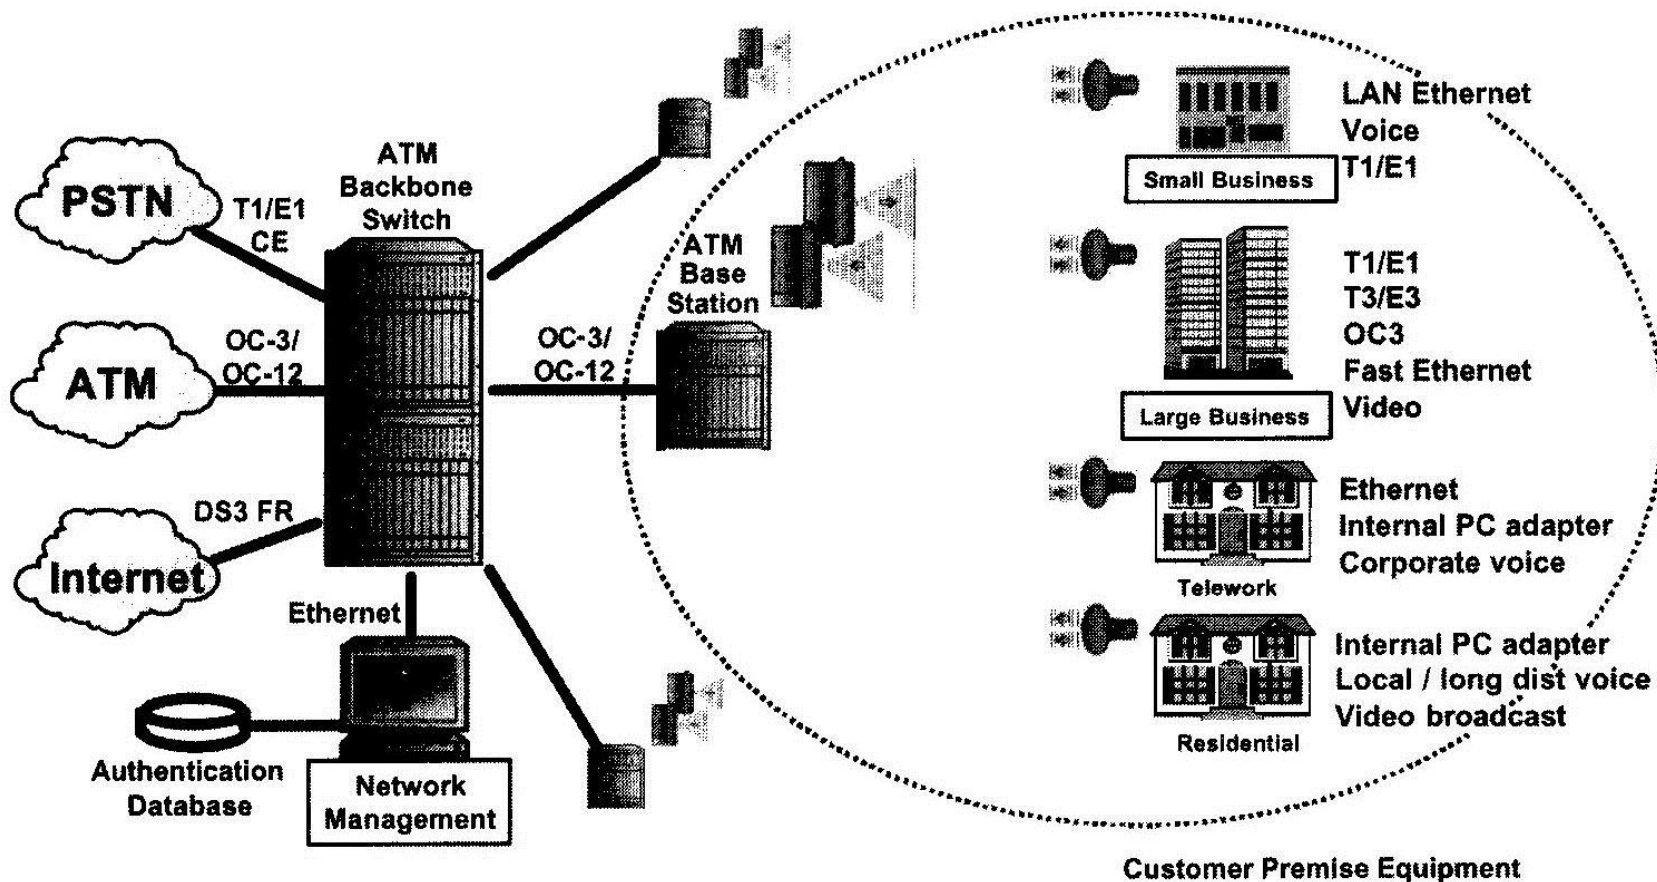 PSTN
T1/E1
CE
ATM
Backbone
Switch
ATM
OC-3/
OC-12
Internet
DS3 FR
Ethernet
Authentication
Database
Network
Management
OC-3/
OC-12
ATM
Base
Station
Small Business
LAN Ethernet
Voice
T1/E1
Large Business
T1/E1
T3/E3
OC3
Fast Ethernet
Video
Telework
Ethernet
Internal PC adapter
Corporate voice
Residential
Internal PC adapter
Local / long dist voice
Video broadcast
Customer Premise Equipment